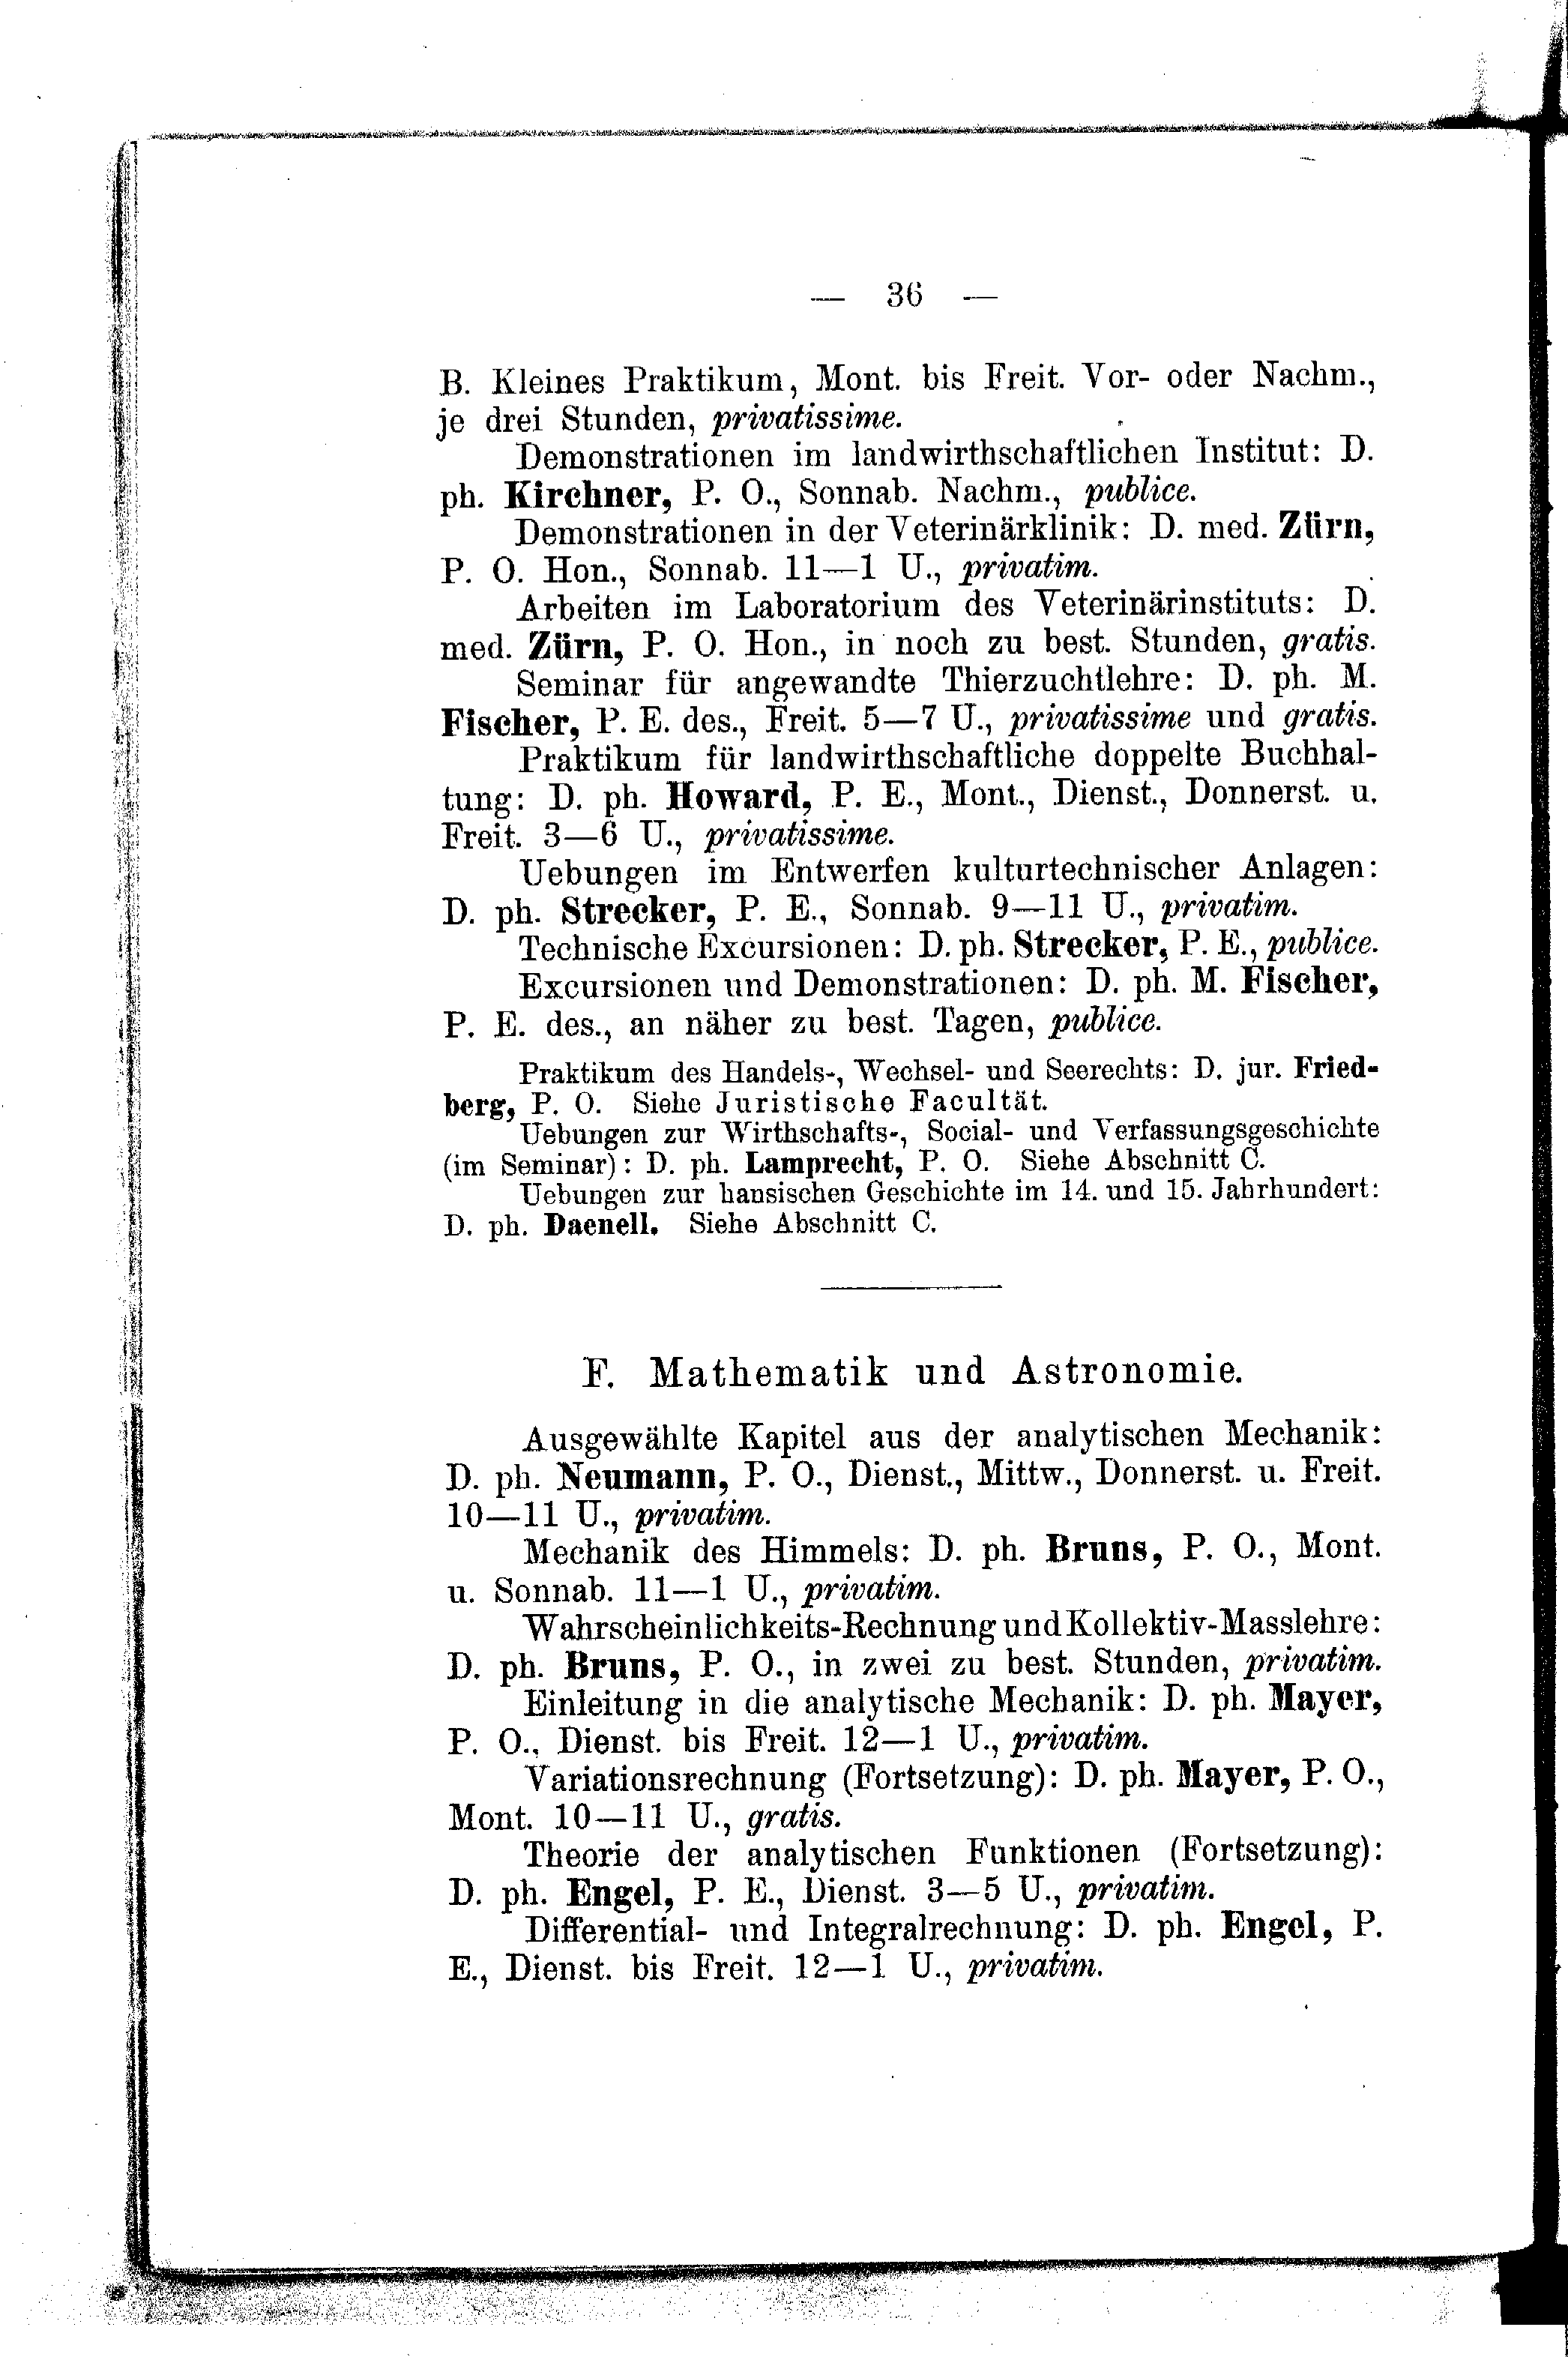 — 36 —
B. Kleines Praktikum, Mont. bis Freit. Vor- oder Nachm.,
je drei Stunden, privatissime.
Demonstrationen im landwirthschaftlichen Institut: D.
ph. Kirchner, P. O., Sonnab. Nachm., publice.
Demonstrationen in der Veterinärklinik: D. med. Zürn,
P. O. Hon., Sonnab. 11—1 U., privatim.
Arbeiten im Laboratorium des Veterinärinstituts: D.
med. Zürn, P. O. Hon., in noch zu best. Stunden, gratis.
Seminar für angewandte Thierzuchtlehre: D. ph. M.
Fischer, P. E. des., Freit. 5—7 U., privatissime und gratis.
Praktikum für landwirthschaftliche doppelte Buchhal-
tung: D. ph. Howard, P. E., Mont., Dienst., Donnerst. u.
Freit. 3—6 U., privatissime.
Uebungen im Entwerfen kulturtechnischer Anlagen:
D. ph. Strecker, P. E., Sonnab. 9—11 U., privatim.
Technische Excursionen: D. ph. Strecker, P. E., publice.
Excursionen und Demonstrationen: D. ph. M. Fischer,
P. E. des., an näher zu best. Tagen, publice.
Praktikum des Handels-, Wechsel- und Seerechts: D. jur. Fried-
berg, P. O. Siehe Juristische Facultät.
Uebungen zur Wirthschafts-, Social- und Verfassungsgeschichte
(im Seminar): D. ph. Lamprecht, P. O. Siehe Abschnitt C.
Uebungen zur hansischen Geschichte im 14. und 15. Jahrhundert:
D. ph. Daenell. Siehe Abschnitt C.
F. Mathematik und Astronomie.
Ausgewählte Kapitel aus der analytischen Mechanik:
D. ph. Neumann, P. O., Dienst., Mittw., Donnerst. u. Freit.
10—11 U., privatim.
Mechanik des Himmels: D. ph. Bruns, P. O., Mont.
u. Sonnab. 11—1 U., privatim.
Wahrscheinlichkeits-Rechnung und Kollektiv-Masslehre:
D. ph. Bruns, P. O., in zwei zu best. Stunden, privatim.
Einleitung in die analytische Mechanik: D. ph. Mayer,
P. O., Dienst. bis Freit. 12—1 U., privatim.
Variationsrechnung (Fortsetzung): D. ph. Mayer, P. O.,
Mont. 10—11 U., gratis.
Theorie der analytischen Funktionen (Fortsetzung):
D. ph. Engel, P. E., Dienst. 3—5 U., privatim.
Differential- und Integralrechnung: D. ph. Engel, P.
E., Dienst. bis Freit. 12—1 U., privatim.